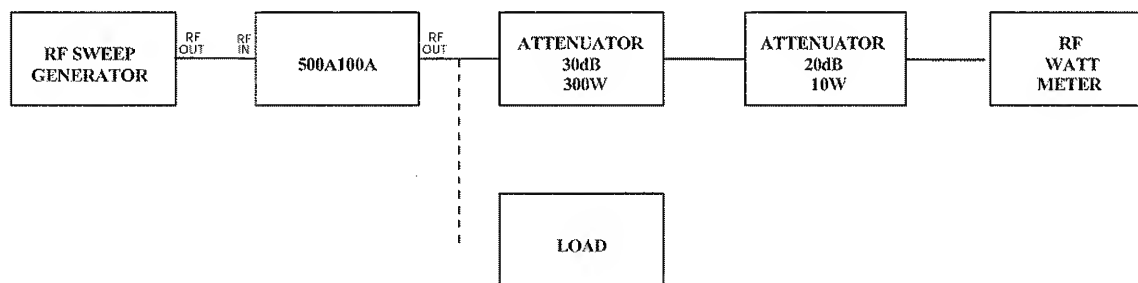 RF SWEEP
GENERATOR
RF
OUT
RF
IN
500A100A
RF
OUT
ATTENUATOR
30dB
300W
ATTENUATOR
20dB
10W
RF
WATT
METER
LOAD